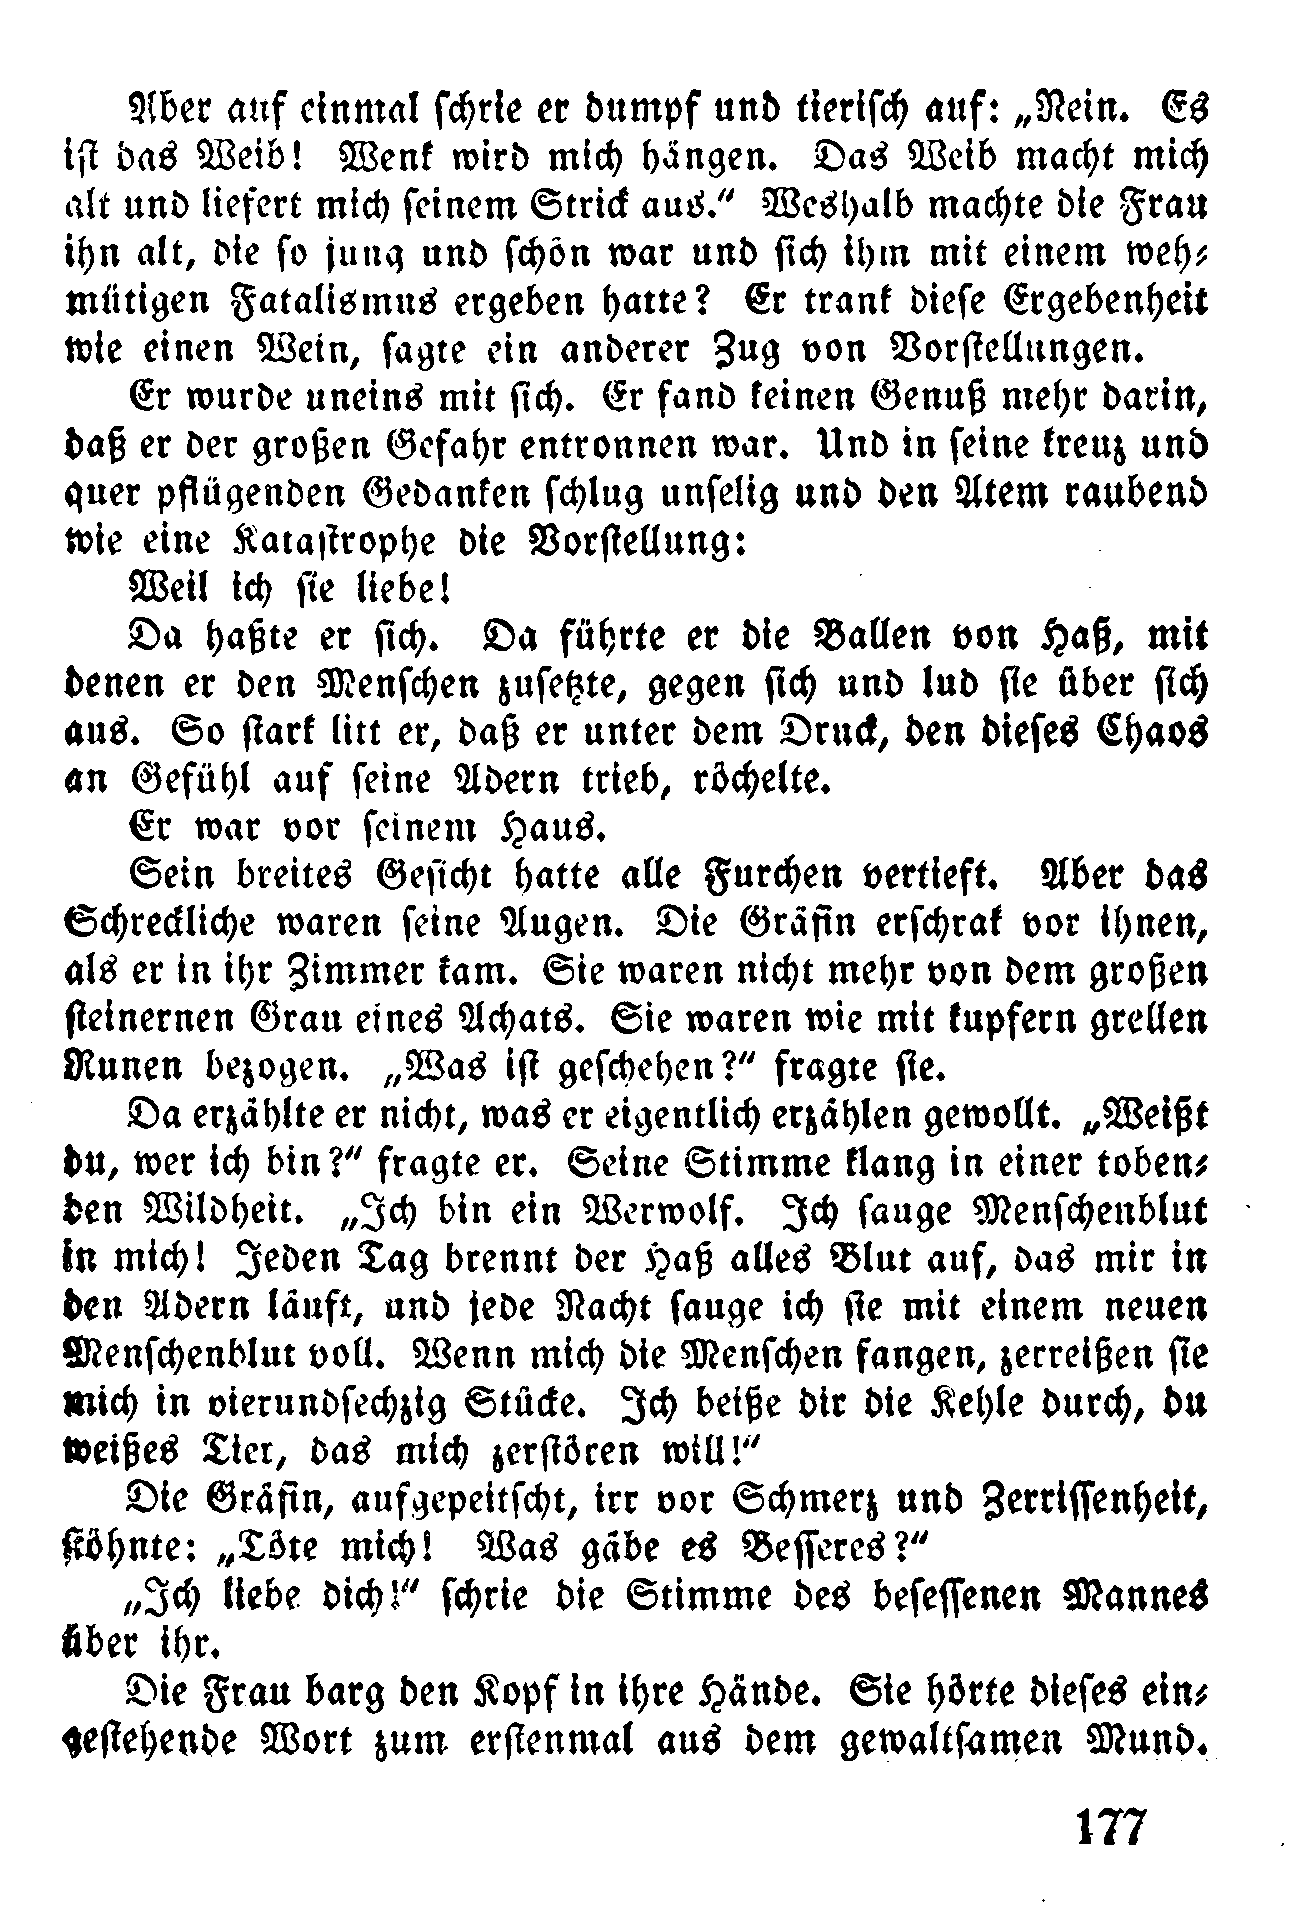 Aber auf einmal schrie er dumpf und tierisch auf: „Nein. Es
ist das Weib! Wenk wird mich hängen. Das Weib macht mich
alt und liefert mich seinem Strick aus.“ Weshalb machte die Frau
ihn alt, die so jung und schön war und sich ihm mit einem weh-
mütigen Fatalismus ergeben hatte? Er trank diese Ergebenheit
wie einen Wein, sagte ein anderer Zug von Vorstellungen.
Er wurde uneins mit sich. Er fand keinen Genuß mehr darin,
daß er der großen Gefahr entronnen war. Und in seine kreuz und
quer pflügenden Gedanken schlug unselig und den Atem raubend
wie eine Katastrophe die Vorstellung:
Weil ich sie liebe!
Da haßte er sich. Da führte er die Ballen von Haß, mit
denen er den Menschen zusetzte, gegen sich und lud sie über sich
aus. So stark litt er, daß er unter dem Druck, den dieses Chaos
an Gefühl auf seine Adern trieb, röchelte.
Er war vor seinem Haus.
Sein breites Gesicht hatte alle Furchen vertieft. Aber das
Schreckliche waren seine Augen. Die Gräfin erschrak vor ihnen,
als er in ihr Zimmer kam. Sie waren nicht mehr von dem großen
steinernen Grau eines Achats. Sie waren wie mit kupfern grellen
Runen bezogen. „Was ist geschehen?“ fragte sie.
Da erzählte er nicht, was er eigentlich erzählen gewollt. „Weißt
du, wer ich bin?“ fragte er. Seine Stimme klang in einer toben-
den Wildheit. „Ich bin ein Werwolf. Ich sauge Menschenblut
in mich! Jeden Tag brennt der Haß alles Blut auf, das mir in
den Adern läuft, und jede Nacht sauge ich sie mit einem neuen
Menschenblut voll. Wenn mich die Menschen fangen, zerreißen sie
mich in vierundsechzig Stücke. Ich beiße dir die Kehle durch, du
weißes Tier, das mich zerstören will!“
Die Gräfin, aufgepeitscht, irr vor Schmerz und Zerrissenheit,
stöhnte: „Töte mich! Was gäbe es Besseres?“
„Ich liebe dich!“ schrie die Stimme des besessenen Mannes
über ihr.
Die Frau barg den Kopf in ihre Hände. Sie hörte dieses ein-
gestehende Wort zum erstenmal aus dem gewaltsamen Mund.
177